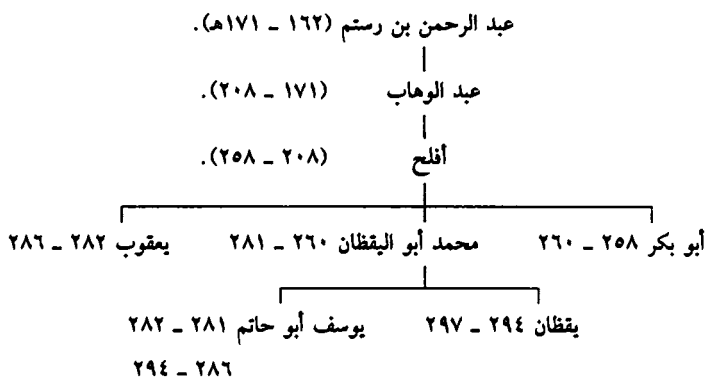 عبد الرحمن بن رستم (١٦٢ ـ ١٧١هـ).
عبد الوهاب (١٧١ ـ ٢٠٨).
أفلح (٢٠٨ ـ ٢٥٨).
أبو بكر ٢٥٨ ـ ٢٦٠ محمد أبو اليقظان ٢٦٠ ـ ٢٨١ يعقوب ٢٨٢ ـ ٢٨٦
يقظان ٢٩٤ ـ ٢٩٧ يوسف أبو حاتم ٢٨١ ـ ٢٨٢
٢٨٦ ـ ٢٩٤